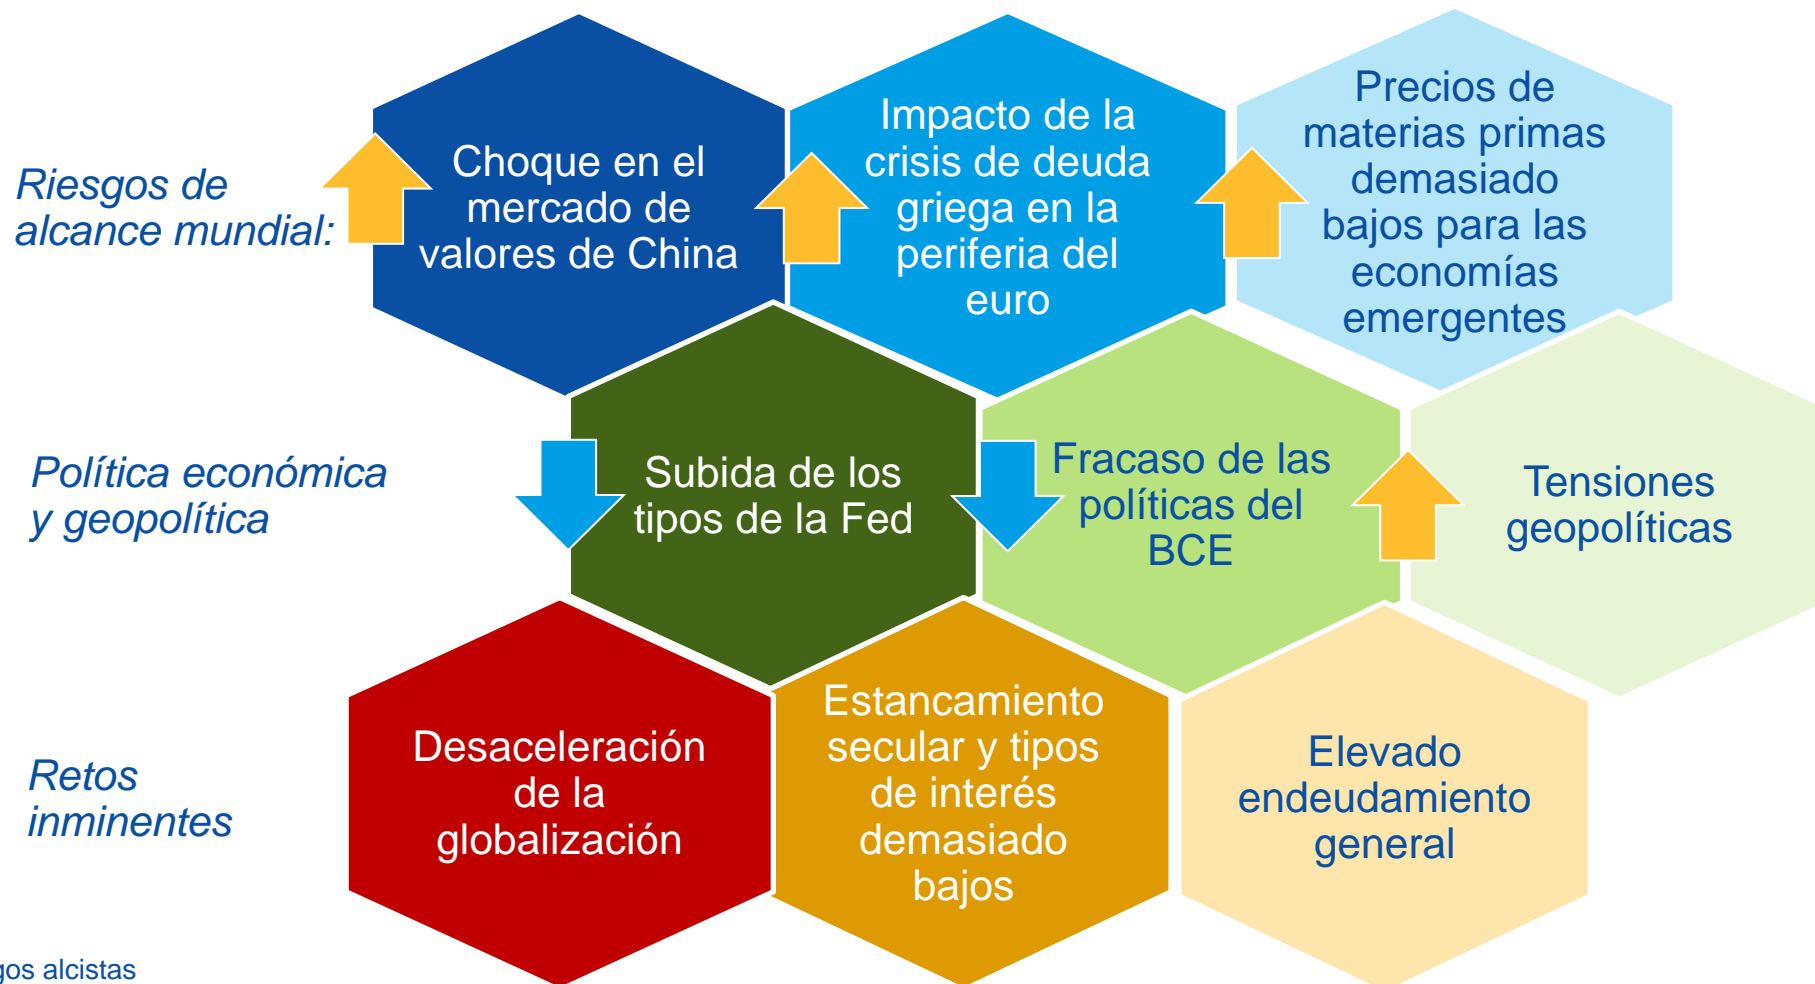 Riesgos de
alcance mundial:
Choque en el
mercado de
valores de China
Impacto de la
crisis de deuda
griega en la
periferia del
euro
Precios de
materias primas
demasiado
bajos para las
economías
emergentes
Política económica
y geopolítica
Subida de los
tipos de la Fed
Fracaso de las
políticas del
BCE
Tensiones
geopolíticas
Retos
inminentes
Desaceleración
de la
globalización
Estancamiento
secular y tipos
de interés
demasiado
bajos
Elevado
endeudamiento
general
alcistas